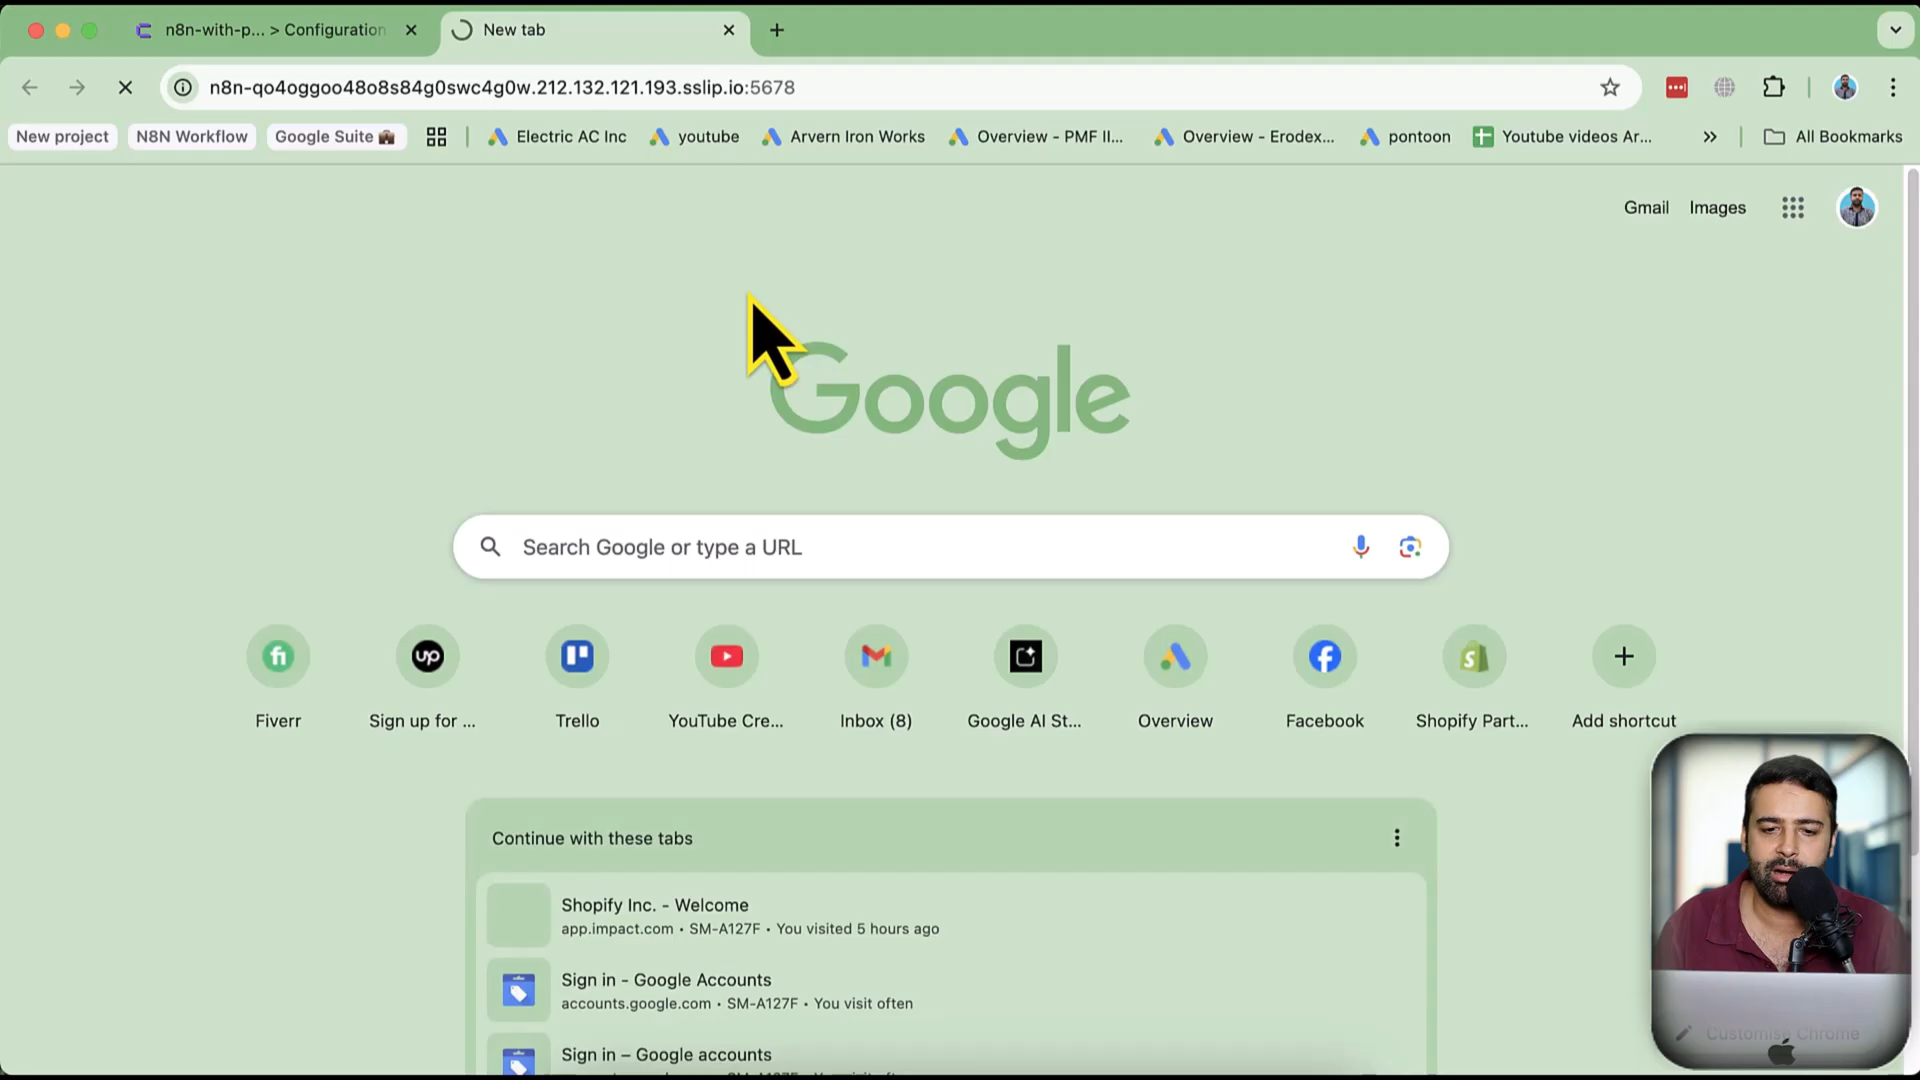 n8n-with-p... > Configuration
New tab
n8n-qo4oggoo48o8s84g0swc4g0w.212.132.121.193.sslip.io:5678
New project
N8N Workflow
Google Suite 💼
Electric AC Inc
youtube
Arvern Iron Works
Overview - PMF II...
Overview - Erodex...
pontoon
Youtube videos Ar...
All Bookmarks
Gmail
Images
Google
Search Google or type a URL
Fiverr
Sign up for ...
Trello
YouTube Cre...
Inbox (8)
Google AI St...
Overview
Facebook
Shopify Part...
Add shortcut
Continue with these tabs
Shopify Inc. - Welcome
app.impact.com • SM-A127F • You visited 5 hours ago
Sign in - Google Accounts
accounts.google.com • SM-A127F • You visit often
Sign in – Google accounts
Customise Chrome